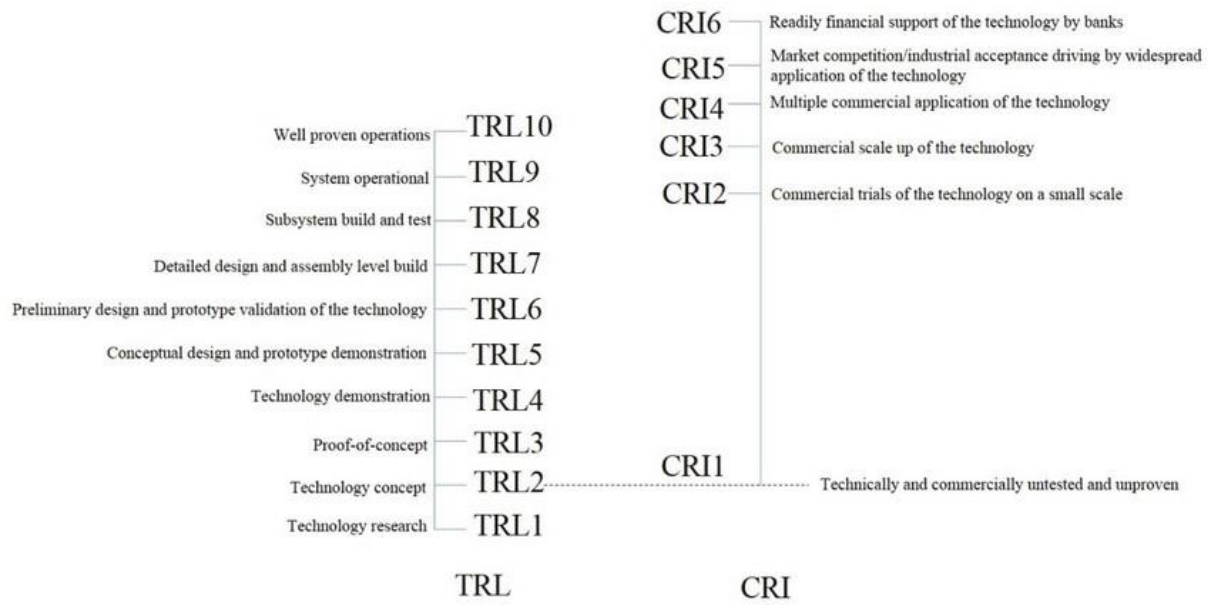 CRI6 Readily financial support of the technology by banks
CRI5 Market competition/industrial acceptance driving by widespread
application of the technology
CRI4 Multiple commercial application of the technology
Well proven operations TRL10
CRI3 Commercial scale up of the technology
System operational TRL9
CRI2 Commercial trials of the technology on a small scale
Subsystem build and test TRL8
Detailed design and assembly level build TRL7
Preliminary design and prototype validation of the technology TRL6
Conceptual design and prototype demonstration TRL5
Technology demonstration TRL4
Proof-of-concept TRL3
CRI1
Technology concept TRL2 Technically and commercially untested and unproven
Technology research TRL1
TRL CRI